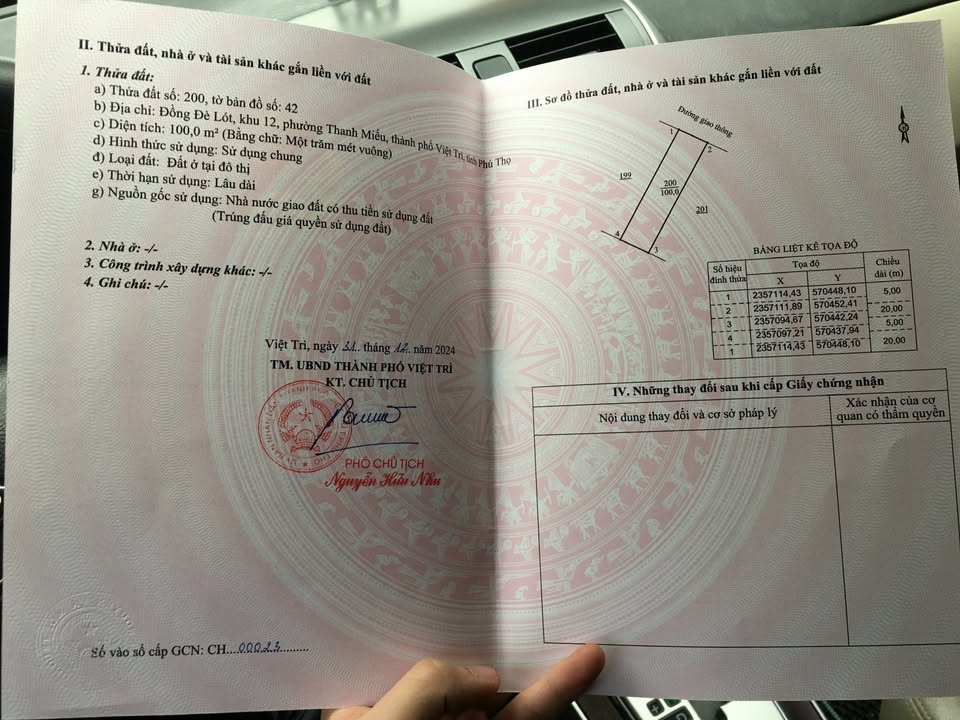 II. Thửa đất, nhà ở và tài sản khác gắn liền với đất
1. Thửa đất:
a) Thửa đất số: 200, tờ bản đồ số: 42
b) Địa chỉ: Đồng Đè Lót, khu 12, phường Thanh Miếu, thành phố Việt Trì, tỉnh Phú Thọ
c) Diện tích: 100,0 m² (Bằng chữ: Một trăm mét vuông)
d) Hình thức sử dụng: Sử dụng chung
đ) Loại đất: Đất ở tại đô thị
e) Thời hạn sử dụng: Lâu dài
g) Nguồn gốc sử dụng: Nhà nước giao đất có thu tiền sử dụng đất
(Trúng đấu giá quyền sử dụng đất)
2. Nhà ở: -/-
3. Công trình xây dựng khác: -/-
4. Ghi chú: -/-
Việt Trì, ngày 31 tháng 12 năm 2024
TM. UBND THÀNH PHỐ VIỆT TRÌ
KT. CHỦ TỊCH
PHÓ CHỦ TỊCH
Nguyễn Hữu Nhu
Số vào sổ cấp GCN: CH....00023.........
III. Sơ đồ thửa đất, nhà ở và tài sản khác gắn liền với đất
Đường giao thông
1
2
199
200
100,0
201
4
3
BẢNG LIỆT KÊ TỌA ĐỘ
Số hiệu đỉnh thửa Tọa độ Chiều dài (m)
X Y
1 2357114,43 570448,10
5,00
2 2357111,89 570452,41
20,00
3 2357094,67 570442,24
5,00
4 2357097,21 570437,94
20,00
1 2357114,43 570448,10
IV. Những thay đổi sau khi cấp Giấy chứng nhận
Nội dung thay đổi và cơ sở pháp lý
Xác nhận của cơ
quan có thẩm quyền